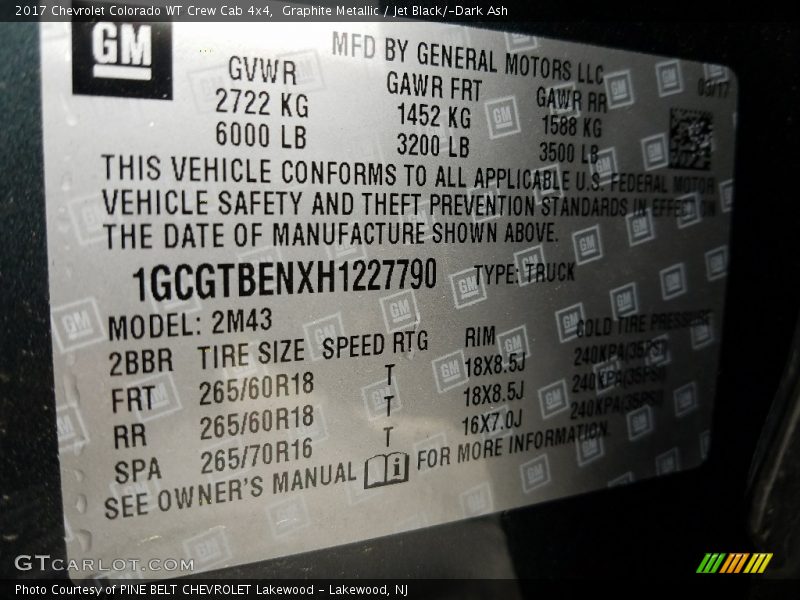 2017 Chevrolet Colorado WT Crew Cab 4x4,  Graphite Metallic / Jet Black/-Dark Ash
GM
MFD BY GENERAL MOTORS LLC
03/17
GVWR GAWR FRT GAWR RR
2722 KG 1452 KG 1588 KG
6000 LB 3200 LB 3500 LB
THIS VEHICLE CONFORMS TO ALL APPLICABLE U.S. FEDERAL MOTOR
VEHICLE SAFETY AND THEFT PREVENTION STANDARDS IN EFFECT ON
THE DATE OF MANUFACTURE SHOWN ABOVE.
1GCGTBENXH1227790 TYPE: TRUCK
MODEL: 2M43
2BBR TIRE SIZE SPEED RTG RIM COLD TIRE PRESSURE
FRT 265/60R18 T 18X8.5J 240KPA(35PSI)
RR 265/60R18 T 18X8.5J 240KPA(35PSI)
SPA 265/70R16 T 16X7.0J 240KPA(35PSI)
SEE OWNER'S MANUAL FOR MORE INFORMATION.
GTCARLOT.COM
Photo Courtesy of PINE BELT CHEVROLET Lakewood - Lakewood, NJ